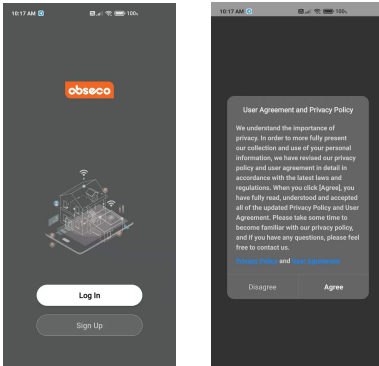 10:17 AM
100%
obseco
Log In
Sign Up
10:17 AM
100%
User Agreement and Privacy Policy
We understand the importance of
privacy. In order to more fully present
our collection and use of your personal
information, we have revised our privacy
policy and user agreement in detail in
accordance with the latest laws and
regulations. When you click [Agree], you
have fully read, understood and accepted
all of the updated Privacy Policy and User
Agreement. Please take some time to
become familiar with our privacy policy,
and if you have any questions, please feel
free to contact us.
Privacy Policy and User Agreement
Disagree
Agree